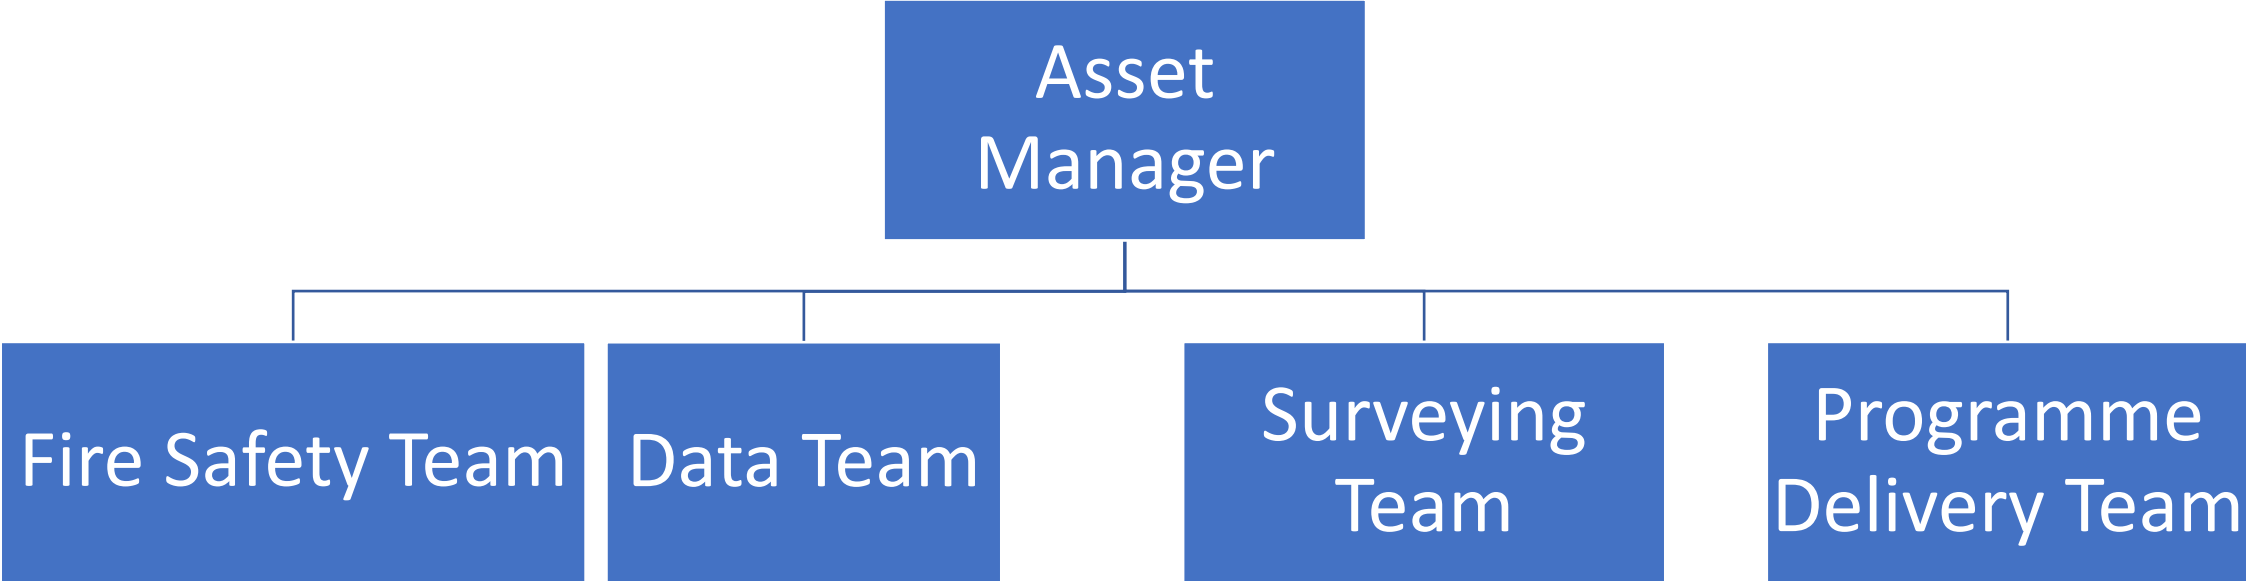 Asset
Manager
Fire Safety Team
Data Team
Surveying
Team
Programme
Delivery Team